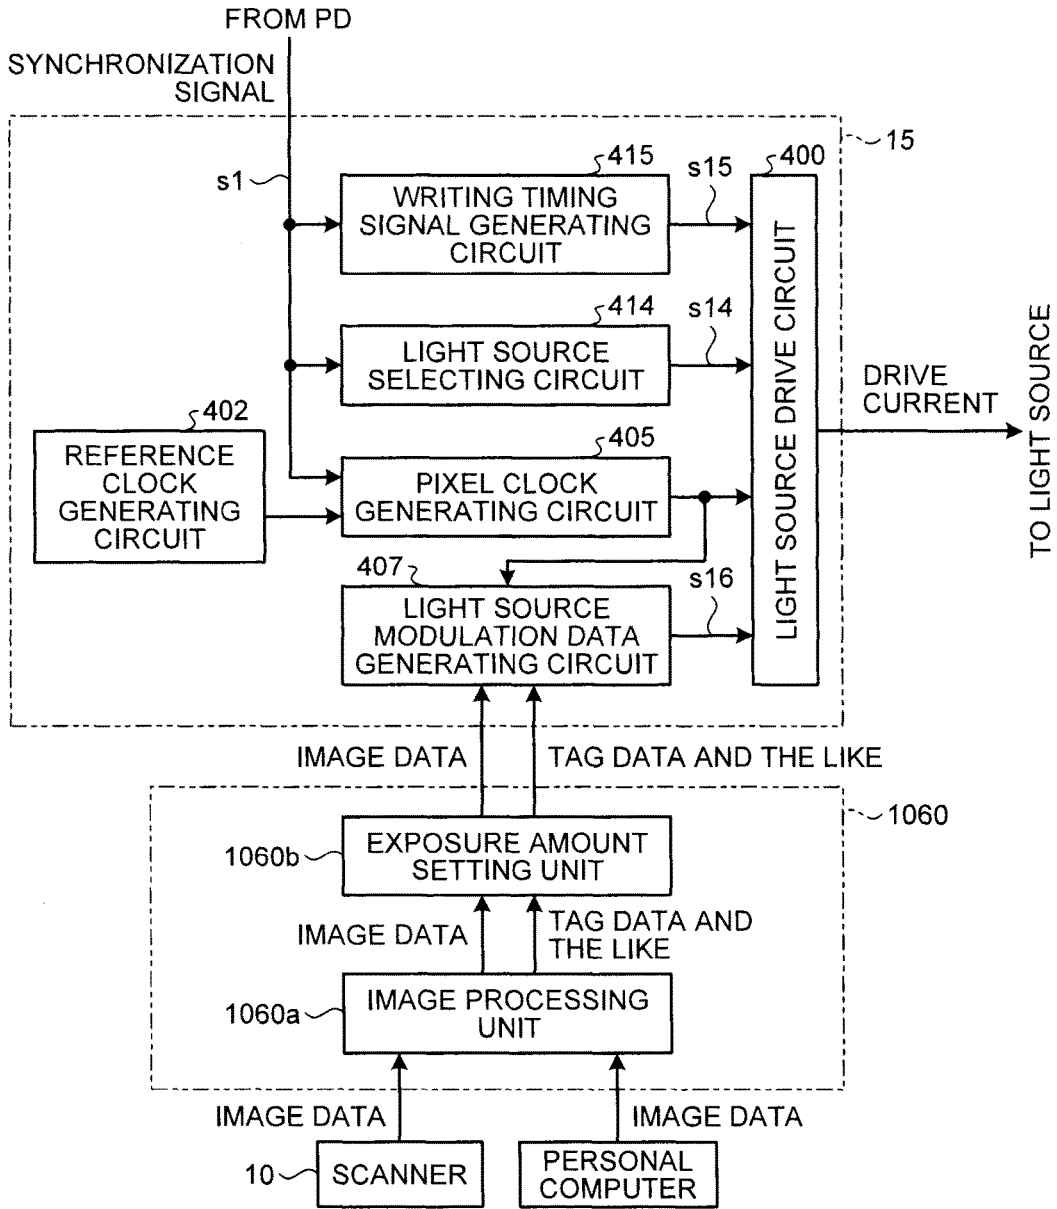 FROM PD
SYNCHRONIZATION
SIGNAL
15
s1
415
s15
400
WRITING TIMING
SIGNAL GENERATING
CIRCUIT
414
s14
LIGHT SOURCE
SELECTING CIRCUIT
LIGHT SOURCE DRIVE CIRCUIT
DRIVE
CURRENT
TO LIGHT SOURCE
402
REFERENCE
CLOCK
GENERATING
CIRCUIT
405
PIXEL CLOCK
GENERATING CIRCUIT
407
s16
LIGHT SOURCE
MODULATION DATA
GENERATING CIRCUIT
IMAGE DATA
TAG DATA AND THE LIKE
1060
1060b
EXPOSURE AMOUNT
SETTING UNIT
IMAGE DATA
TAG DATA AND
THE LIKE
1060a
IMAGE PROCESSING
UNIT
IMAGE DATA
IMAGE DATA
10
SCANNER
PERSONAL
COMPUTER